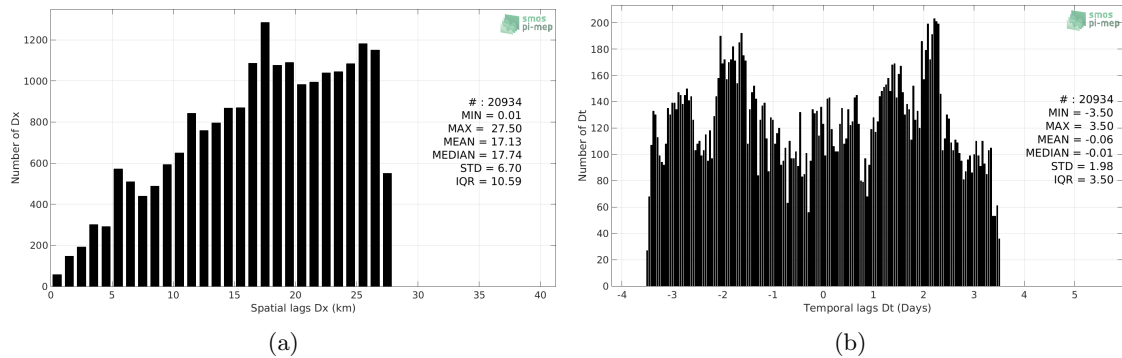 smos
pi-mep
1200
1000
800
600
400
200
0
Number of Dx
# : 20934
MIN = 0.01
MAX = 27.50
MEAN = 17.13
MEDIAN = 17.74
STD = 6.70
IQR = 10.59
0 5 10 15 20 25 30 35 40
Spatial lags Dx (km)
(a)
smos
pi-mep
200
180
160
140
120
100
80
60
40
20
0
Number of Dt
# : 20934
MIN = -3.50
MAX = 3.50
MEAN = -0.06
MEDIAN = -0.01
STD = 1.98
IQR = 3.50
-4 -3 -2 -1 0 1 2 3 4 5
Temporal lags Dt (Days)
(b)